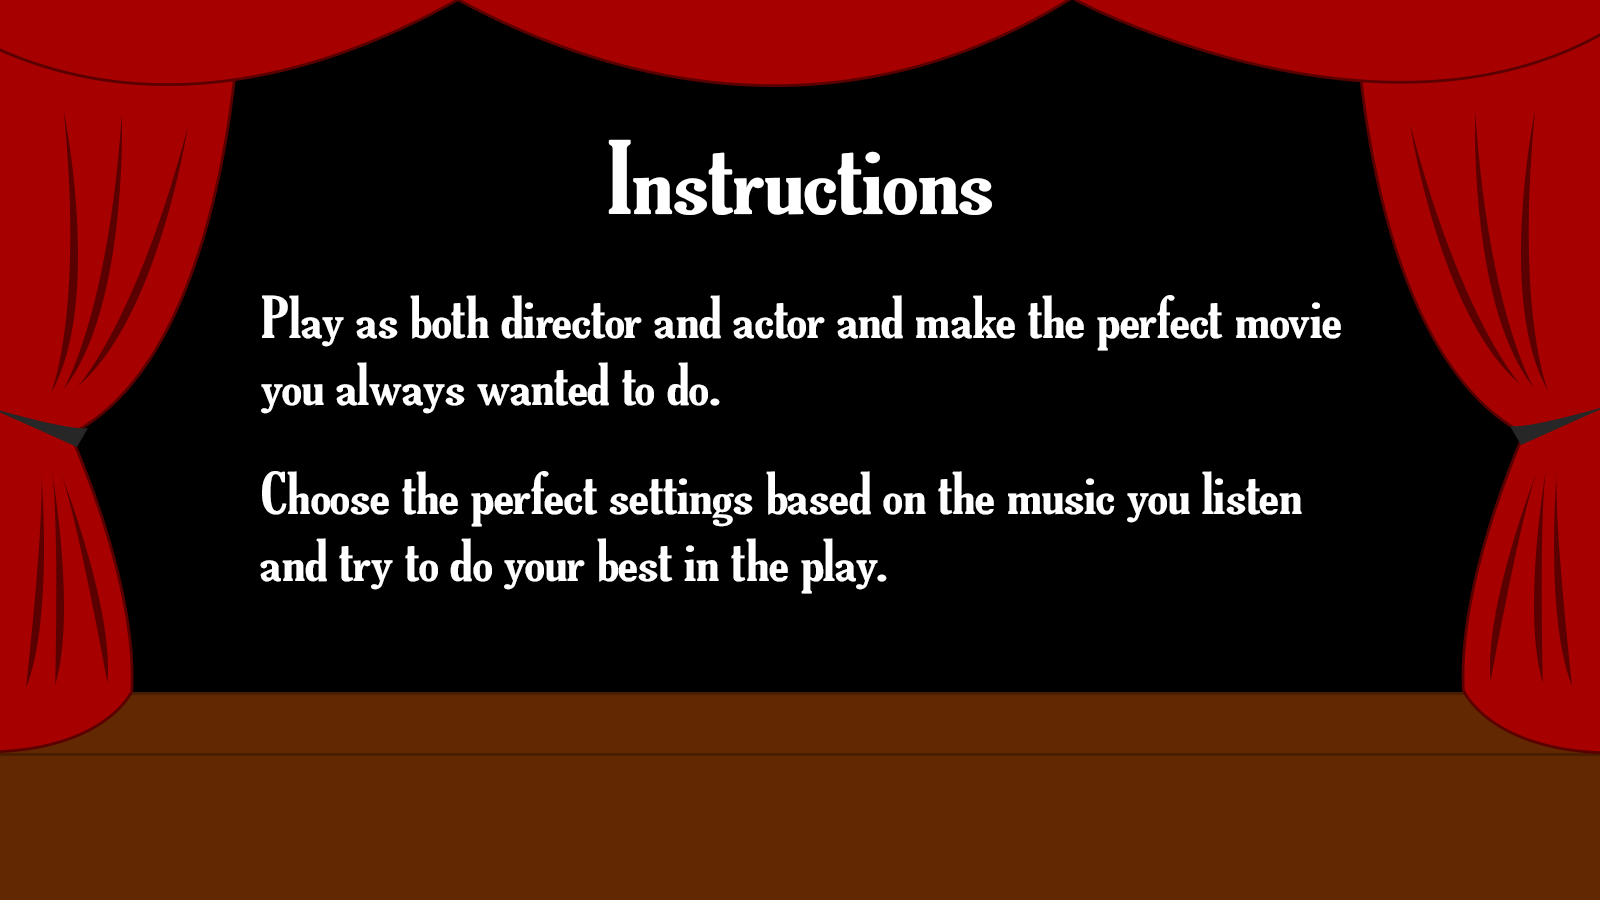 Instructions
Play as both director and actor and make the perfect movie
you always wanted to do.
Choose the perfect settings based on the music you listen
and try to do your best in the play.